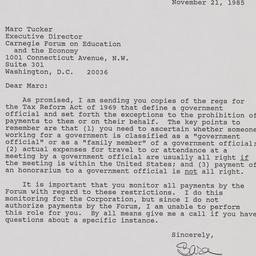 November 21, 1985
Marc Tucker
Executive Director
Carnegie Forum on Education
and the Economy
1001 Connecticut Avenue, N.W.
Suite 301
Washington, D.C. 20036
Dear Marc:
As promised, I am sending you copies of the regs for
the Tax Reform Act of 1969 that define a government
official and set forth the exceptions to the prohibition of
payments to them or on their behalf. The key points to
remember are that (1) you need to ascertain whether someone
working for a government is classified as a "government
official" or as a "family member" of a government official;
(2) actual expenses for travel to or attendance at a
meeting by a government official are usually all right if
the meeting is within the United States; and (3) payment of
an honorarium to a government official is not all right.
It is important that you monitor all payments by the
Forum with regard to these restrictions. I do this
monitoring for the Corporation, but since I do not
authorize payments by the Forum, I am unable to perform
this role for you. By all means give me a call if you have
questions about a specific instance.
Sincerely,
Sara